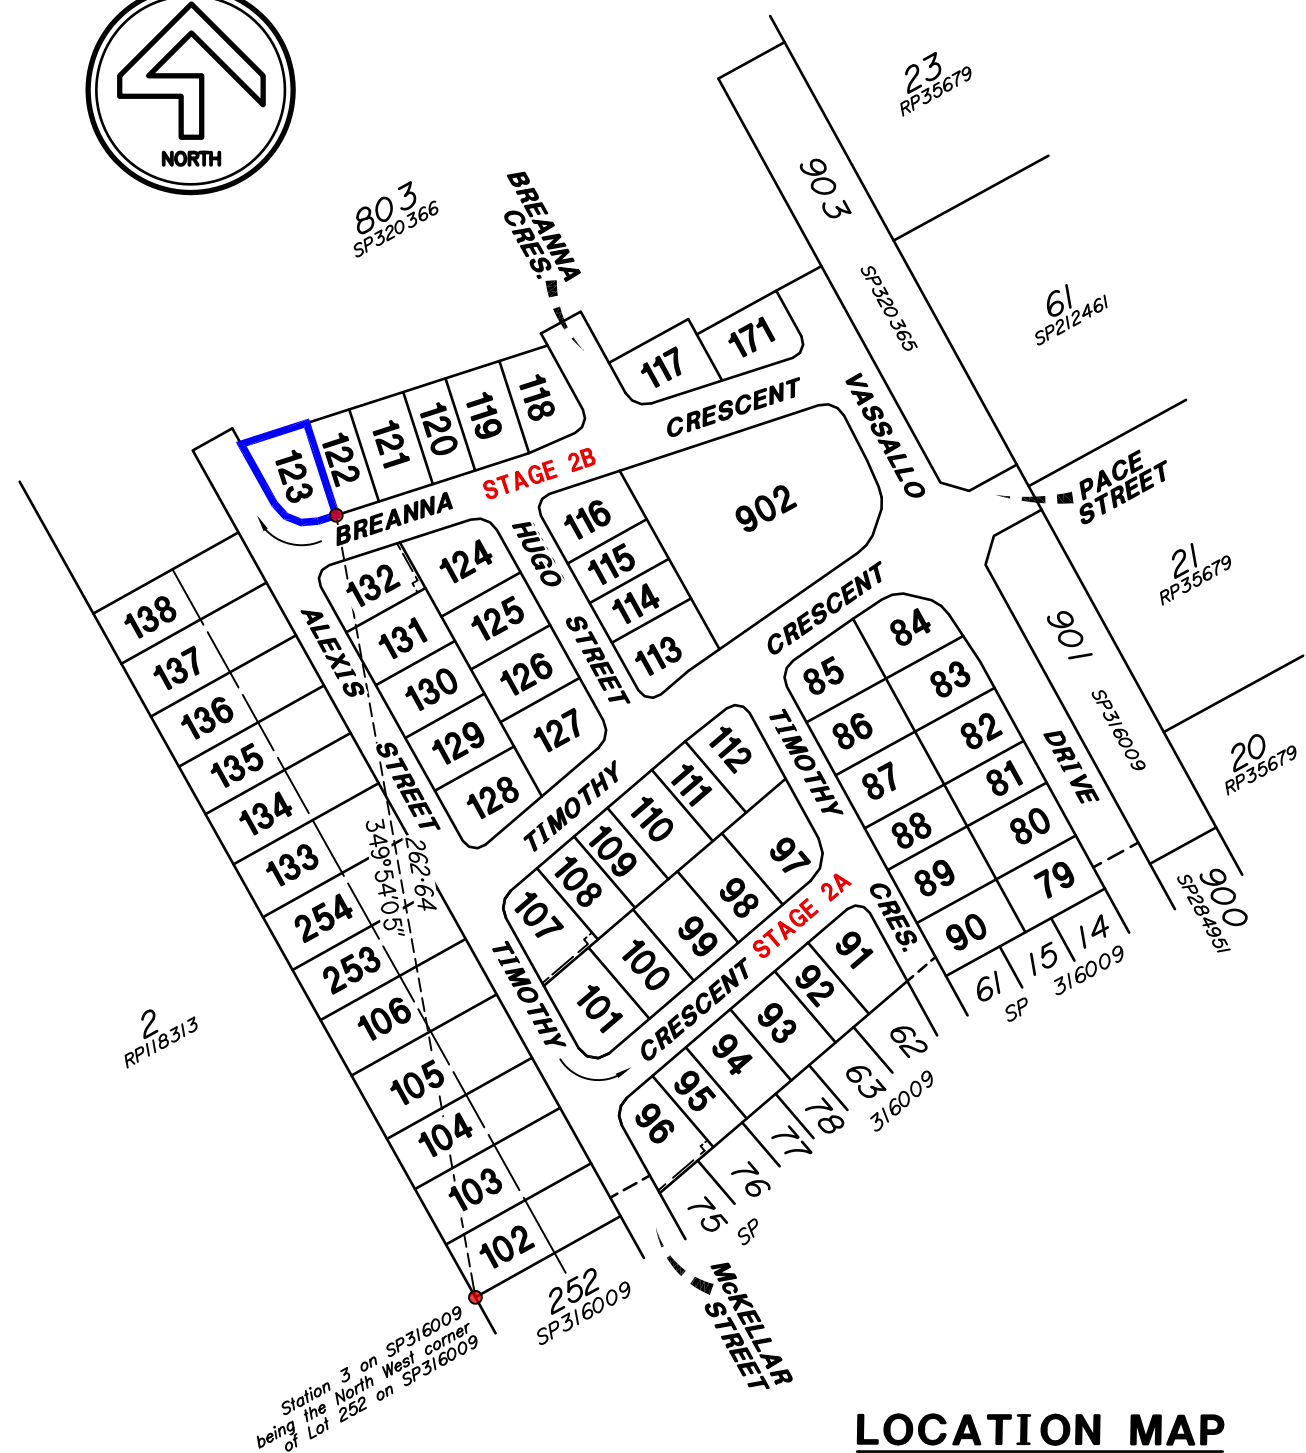 NORTH
23
RP35679
803
SP320366
BREANNA
CRES.
903
SP320365
61
SP212461
117
171
CRESCENT
VASSALLO
118
119
120
121
122
123
STAGE 2B
BREANNA
902
PACE
STREET
HUGO
STREET
116
115
114
113
124
125
126
127
132
131
130
129
128
21
RP35679
CRESCENT
901
SP316009
138
137
136
135
134
133
254
253
106
105
104
103
102
ALEXIS
STREET
349°54'05"
262·64
84
85
83
86
82
87
81
88
80
89
79
90
TIMOTHY
CRES.
DRIVE
20
RP35679
TIMOTHY
112
111
110
109
108
107
97
98
99
100
101
STAGE 2A
CRESCENT
TIMOTHY
91
92
93
94
95
96
900
SP284951
61
15
14
SP 316009
62
63
78
77
76
75
SP
316009
2
RP118313
252
SP316009
McKELLAR
STREET
Station 3 on SP316009
being the North West corner
of Lot 252 on SP316009
LOCATION MAP